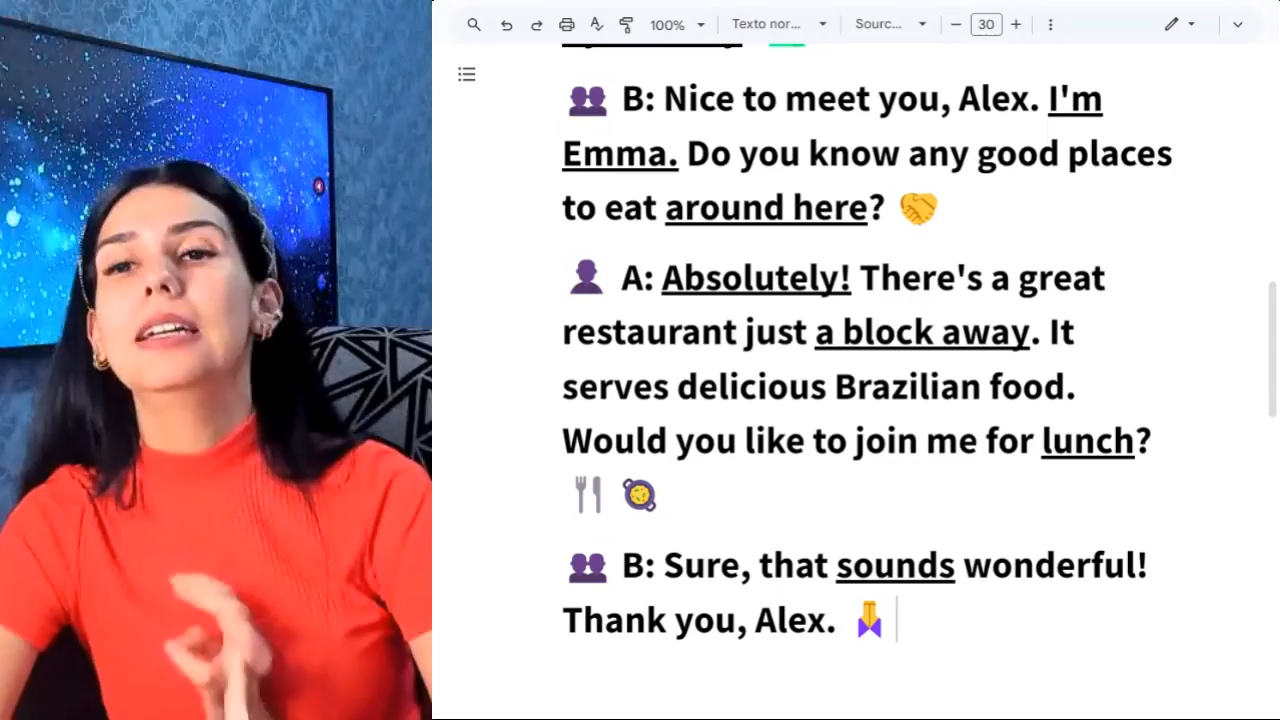 100% Texto nor... Sourc... 30
B: Nice to meet you, Alex. I'm
Emma. Do you know any good places
to eat around here?
A: Absolutely! There's a great
restaurant just a block away. It
serves delicious Brazilian food.
Would you like to join me for lunch?
B: Sure, that sounds wonderful!
Thank you, Alex.